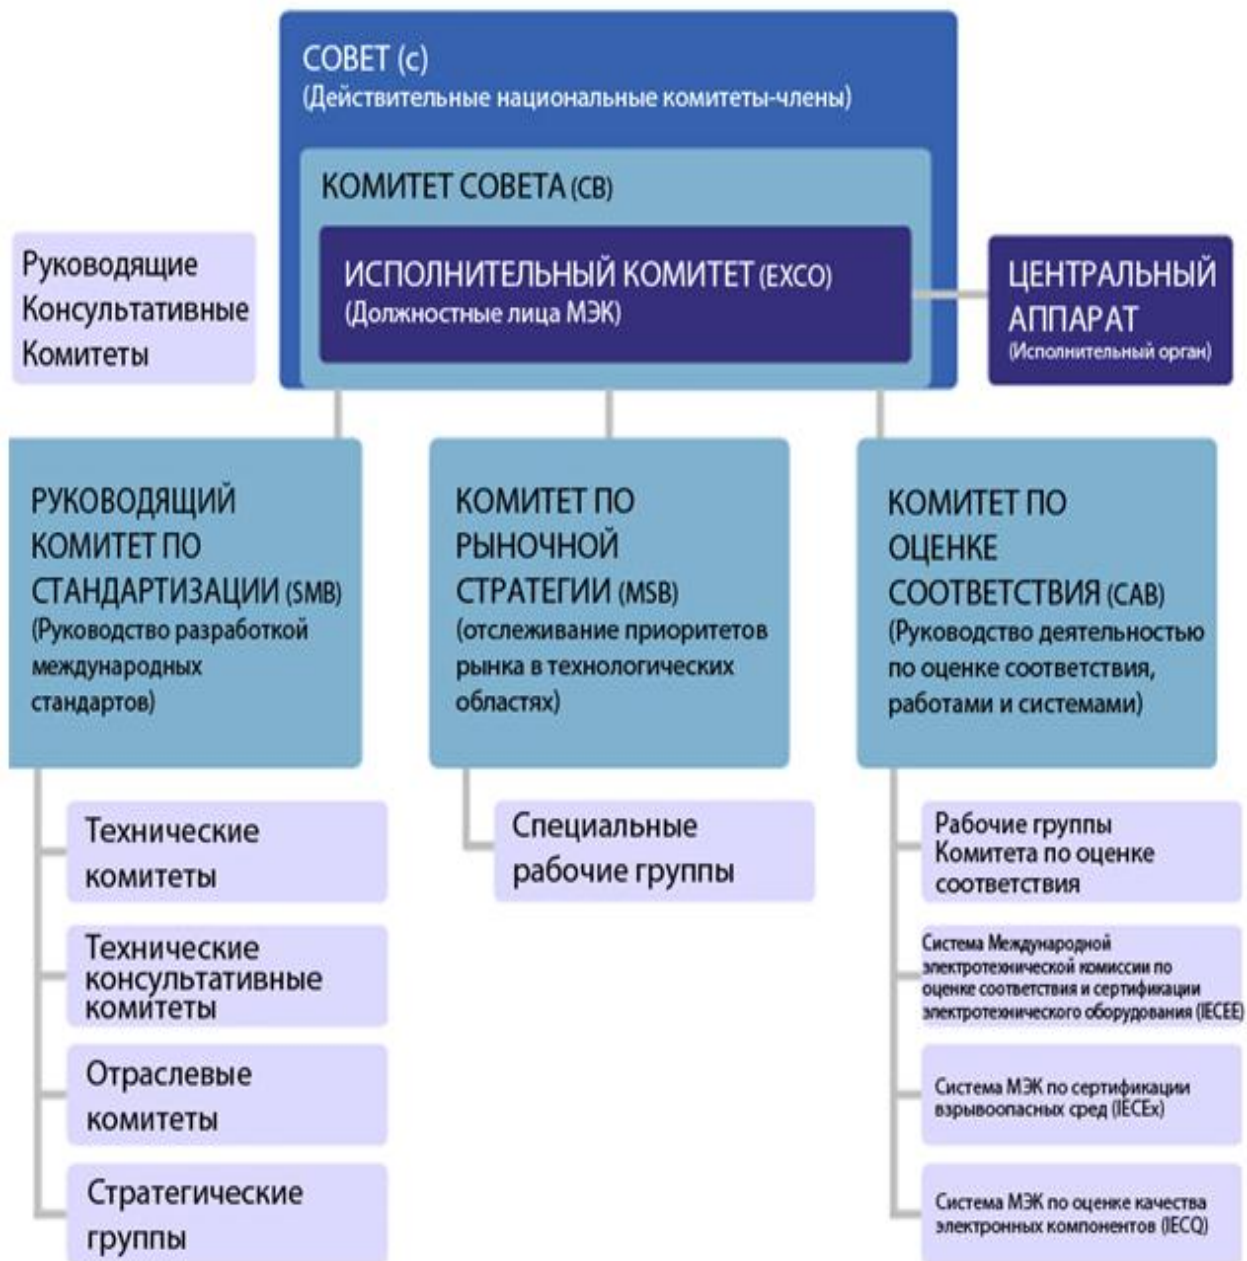 СОВЕТ (с)
(Действительные национальные комитеты-члены)
КОМИТЕТ СОВЕТА (СВ)
ИСПОЛНИТЕЛЬНЫЙ КОМИТЕТ (EXCO)
(Должностные лица МЭК)
Руководящие
Консультативные
Комитеты
ЦЕНТРАЛЬНЫЙ
АППАРАТ
(Исполнительный орган)
РУКОВОДЯЩИЙ
КОМИТЕТ ПО
СТАНДАРТИЗАЦИИ (SMB)
(Руководство разработкой
международных
стандартов)
КОМИТЕТ ПО
РЫНОЧНОЙ
СТРАТЕГИИ (MSB)
(отслеживание приоритетов
рынка в технологических
областях)
КОМИТЕТ ПО
ОЦЕНКЕ
СООТВЕТСТВИЯ (CAB)
(Руководство деятельностью
по оценке соответствия,
работами и системами)
Технические
комитеты
Технические
консультативные
комитеты
Отраслевые
комитеты
Стратегические
группы
Специальные
рабочие группы
Рабочие группы
Комитета по оценке
соответствия
Система Международной
электротехнической комиссии по
оценке соответствия и сертификации
электротехнического оборудования (IECEE)
Система МЭК по сертификации
взрывоопасных сред (IECEx)
Система МЭК по оценке качества
электронных компонентов (IECQ)